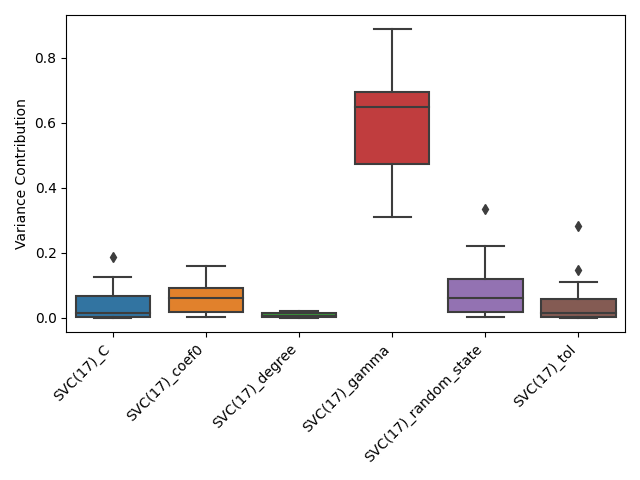 Variance Contribution
0.8
0.6
0.4
0.2
0.0
SVC(17)_C
SVC(17)_coef0
SVC(17)_degree
SVC(17)_gamma
SVC(17)_random_state
SVC(17)_tol